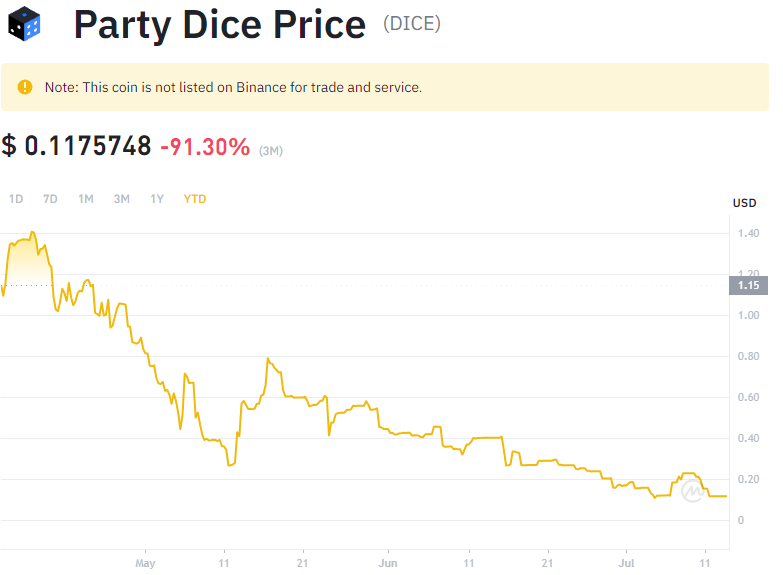 Party Dice Price (DICE)
Note: This coin is not listed on Binance for trade and service.
$ 0.1175748 -91.30% (3M)
1D 7D 1M 3M 1Y YTD
USD
1.40
1.20
1.15
1.00
0.80
0.60
0.40
0.20
0
May 11 21 Jun 11 21 Jul 11